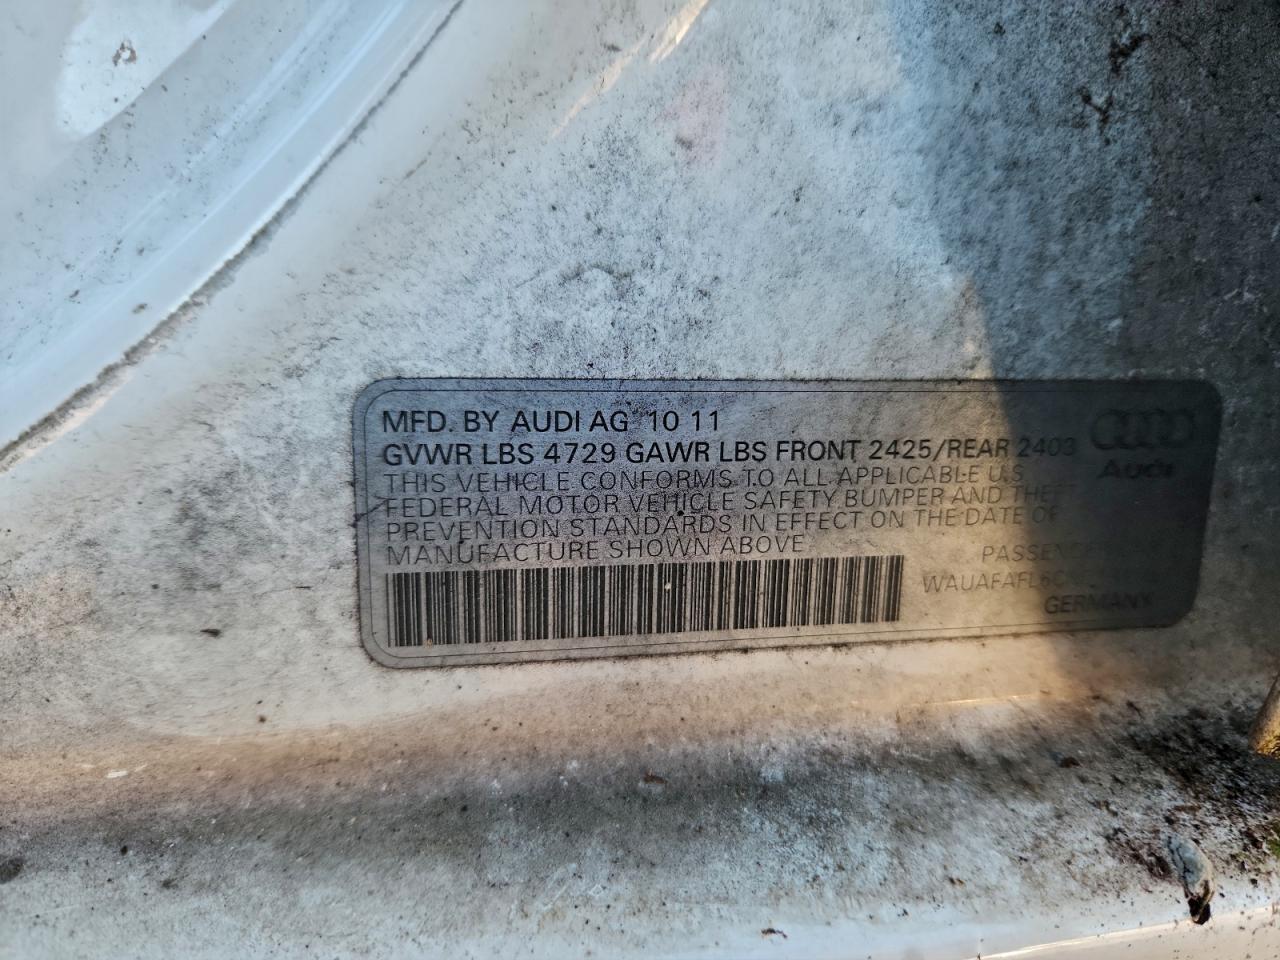 MFD. BY AUDI AG 10 11
GVWR LBS 4729 GAWR LBS FRONT 2425/REAR 2403
Audi
THIS VEHICLE CONFORMS TO ALL APPLICABLE U.S
FEDERAL MOTOR VEHICLE SAFETY BUMPER AND THEFT
PREVENTION STANDARDS IN EFFECT ON THE DATE OF
MANUFACTURE SHOWN ABOVE
GERMANY